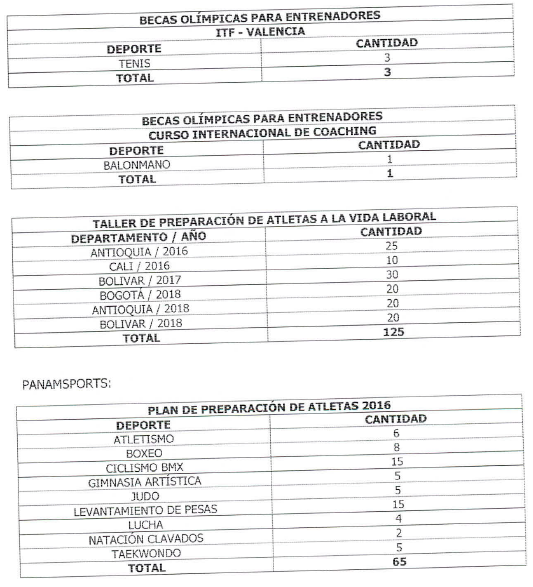 BECAS OLÍMPICAS PARA ENTRENADORES
ITF - VALENCIA
DEPORTE CANTIDAD
TENIS 3
TOTAL 3
BECAS OLÍMPICAS PARA ENTRENADORES
CURSO INTERNACIONAL DE COACHING
DEPORTE CANTIDAD
BALONMANO 1
TOTAL 1
TALLER DE PREPARACIÓN DE ATLETAS A LA VIDA LABORAL
DEPARTAMENTO / AÑO CANTIDAD
ANTIOQUIA / 2016 25
CALI / 2016 10
BOLIVAR / 2017 30
BOGOTÁ / 2018 20
ANTIOQUIA / 2018 20
BOLIVAR / 2018 20
TOTAL 125
PANAMSPORTS:
PLAN DE PREPARACIÓN DE ATLETAS 2016
DEPORTE CANTIDAD
ATLETISMO 6
BOXEO 8
CICLISMO BMX 15
GIMNASIA ARTÍSTICA 5
JUDO 5
LEVANTAMIENTO DE PESAS 15
LUCHA 4
NATACIÓN CLAVADOS 2
TAEKWONDO 5
TOTAL 65